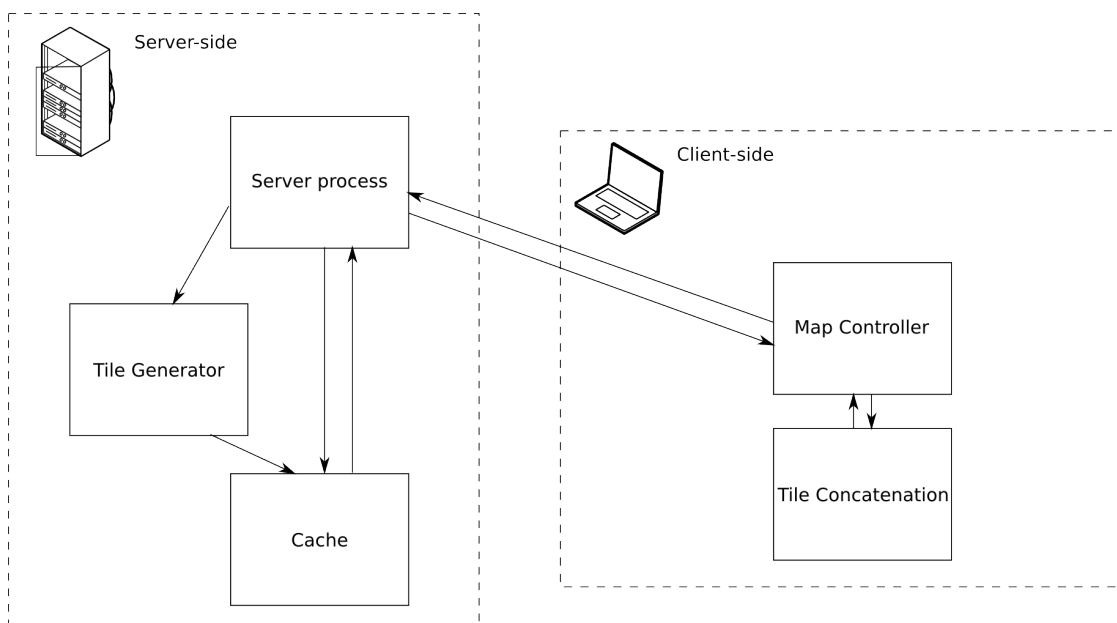 Server-side
Server process
Tile Generator
Cache
Client-side
Map Controller
Tile Concatenation